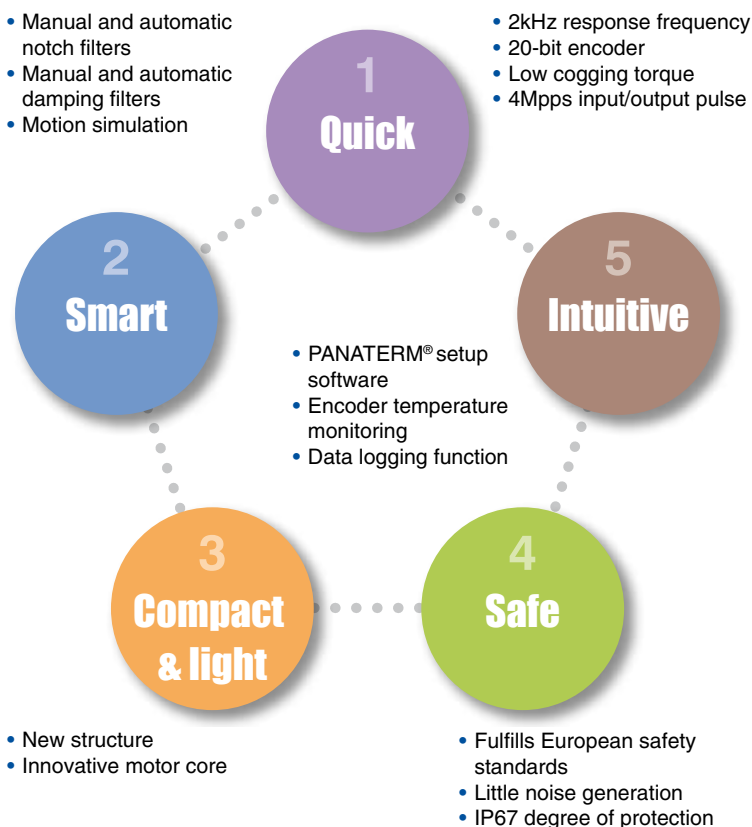 • Manual and automatic
notch filters
• Manual and automatic
damping filters
• Motion simulation
1
Quick
• 2kHz response frequency
• 20-bit encoder
• Low cogging torque
• 4Mpps input/output pulse
2
Smart
5
Intuitive
• PANATERM® setup
software
• Encoder temperature
monitoring
• Data logging function
3
Compact
& light
4
Safe
• New structure
• Innovative motor core
• Fulfills European safety
standards
• Little noise generation
• IP67 degree of protection